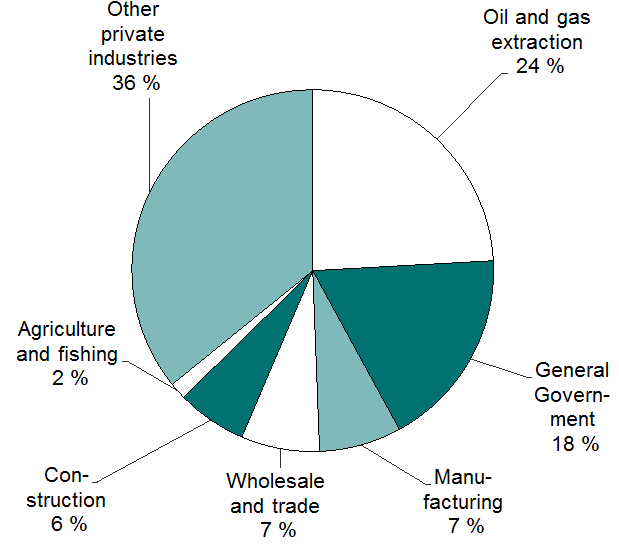 Other
private
industries
36 %
Oil and gas
extraction
24 %
Agriculture
and fishing
2 %
General
Govern-
ment
18 %
Con-
struction
6 %
Wholesale
and trade
7 %
Manu-
facturing
7 %